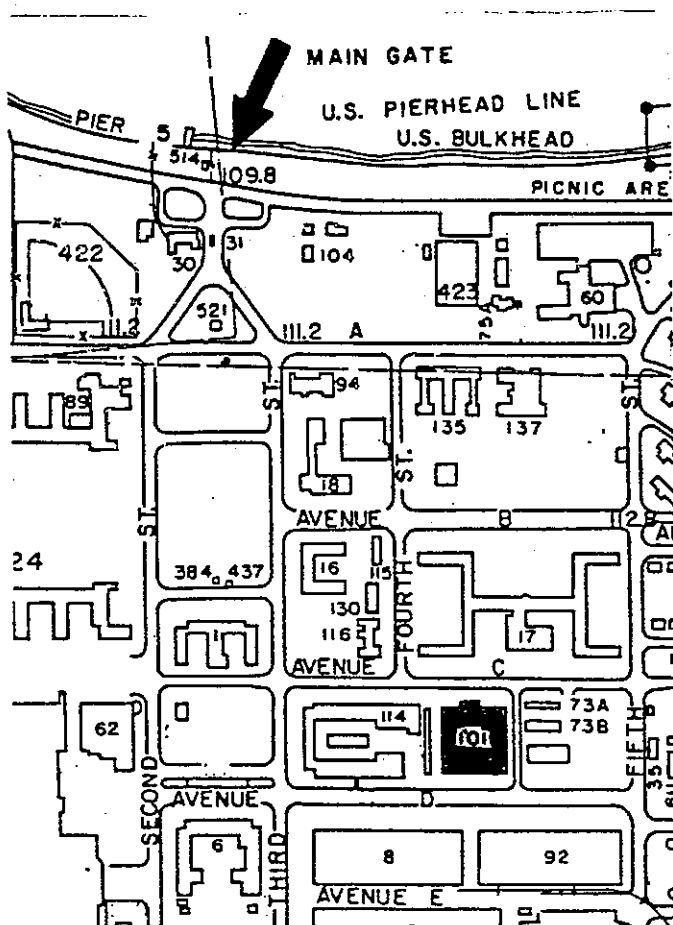 MAIN GATE
U.S. PIERHEAD LINE
PIER 5
U.S. BULKHEAD
514
109.8
PICNIC ARE
422
30
31
104
423
75A
60
521
111.2
111.2 A
111.2
89
ST.
94
135
137
ST.
18
ST.
ST.
AVENUE B 112.8
24
384 437
16
115
130
116
FOURTH
17
1
AVENUE C
62
114
101
73A
73B
FIFTH
35
SECOND
AVENUE D
6
THIRD
8
92
AVENUE E